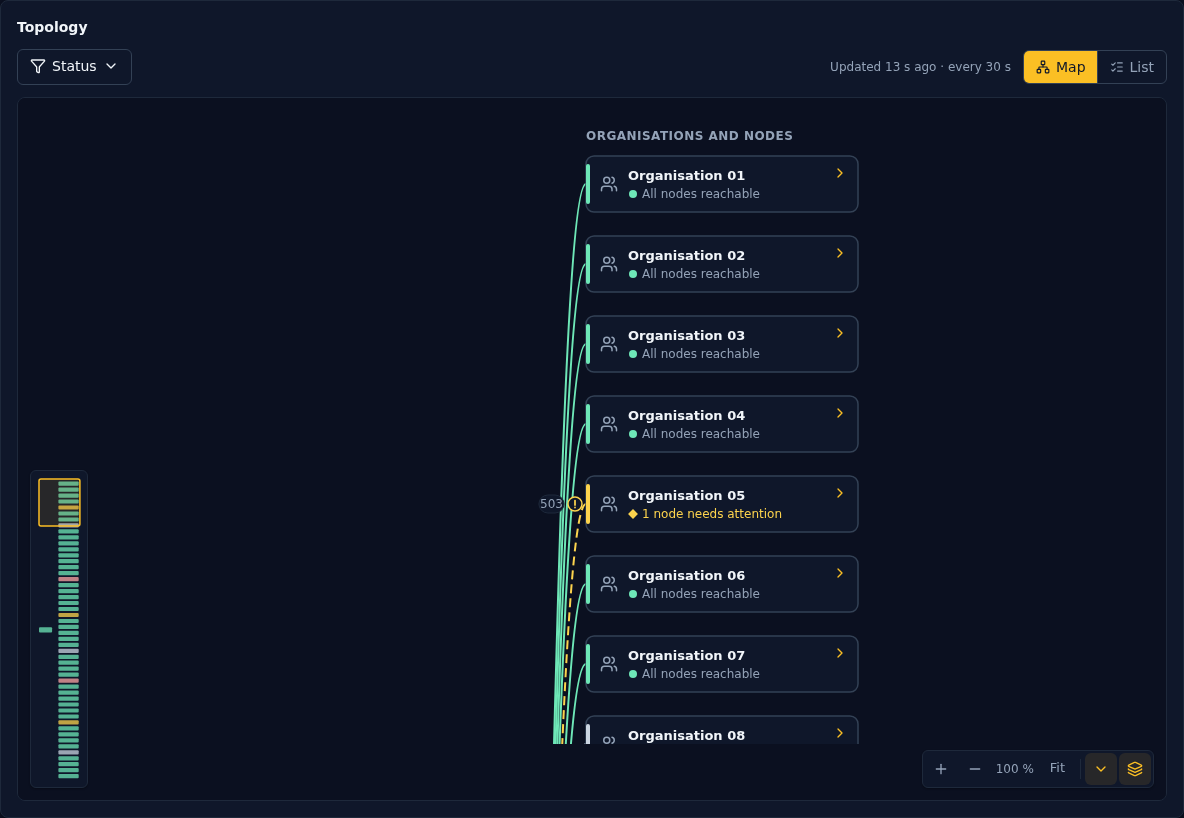 Topology
Status
Updated 13 s ago · every 30 s
Map
List
ORGANISATIONS AND NODES
Organisation 01
All nodes reachable
Organisation 02
All nodes reachable
Organisation 03
All nodes reachable
Organisation 04
All nodes reachable
503
Organisation 05
1 node needs attention
Organisation 06
All nodes reachable
Organisation 07
All nodes reachable
Organisation 08
100 %
Fit